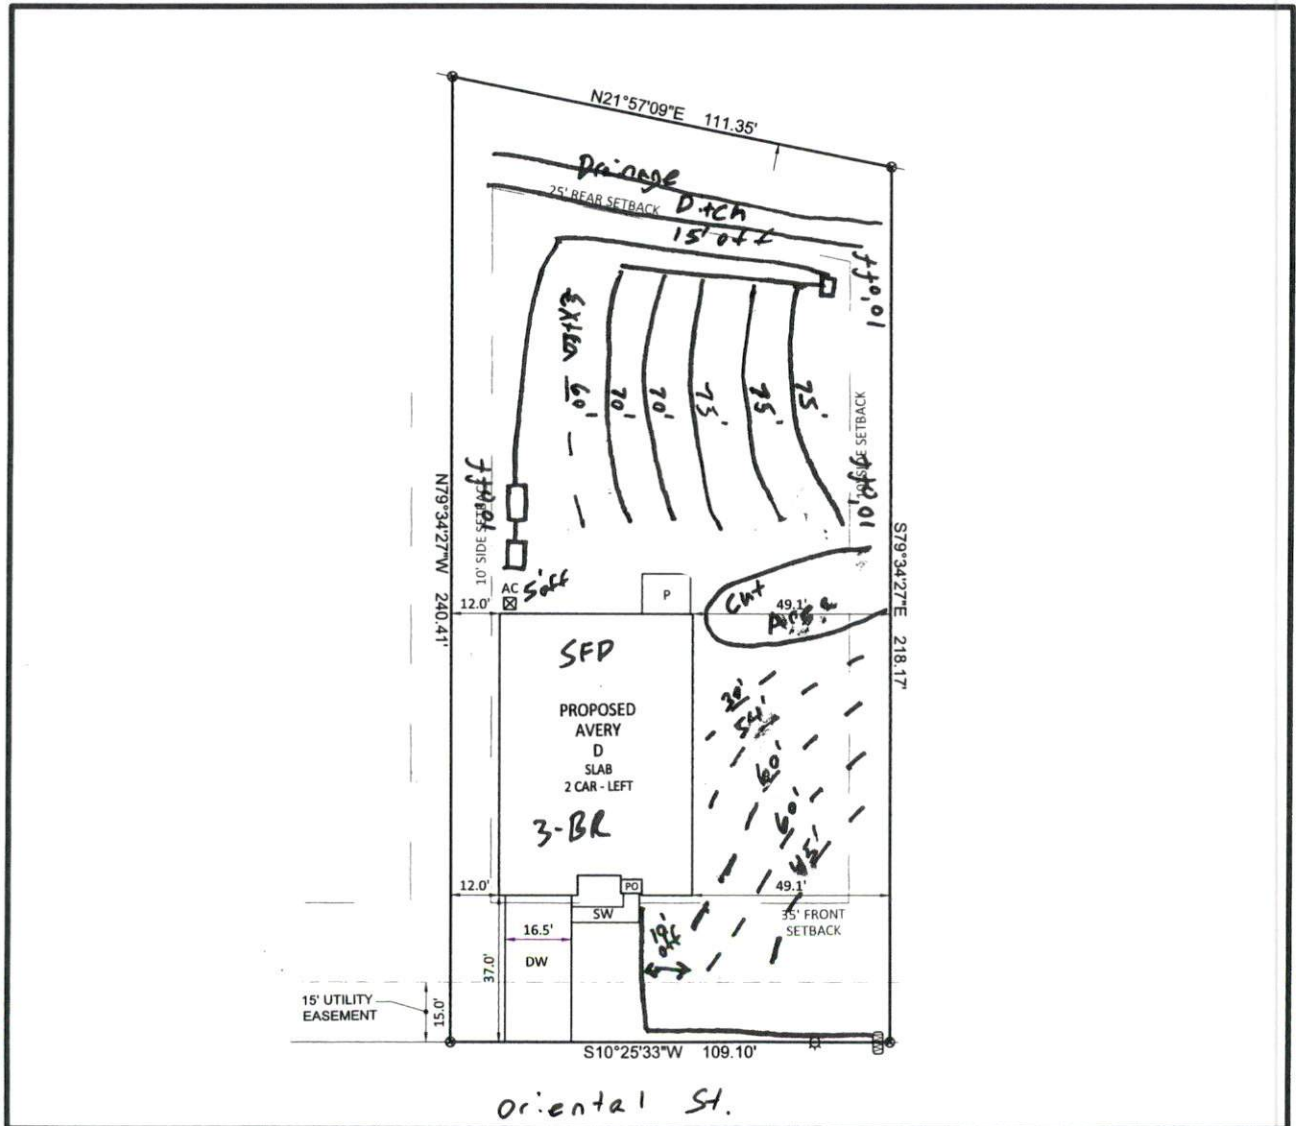 N21°57'09"E 111.35'
Drainage
25' REAR SETBACK
Ditch
15' off
10' off
Extra
60'
70'
70'
75'
75'
75'
10' SIDE SETBACK
10' off
10' off
N79°34'27"W 240.41'
10' SIDE SETBACK
S79°34'27"E 218.17'
AC
5' off
P
12.0'
49.1'
Cut
Area
SFD
PROPOSED
AVERY
D
SLAB
2 CAR - LEFT
3-BR
30'
54'
60'
60'
45'
12.0'
PO
49.1'
SW
35' FRONT
SETBACK
16.5'
10'
off
DW
37.0'
15' UTILITY
EASEMENT
15.0'
S10°25'33"W 109.10'
Oriental St.